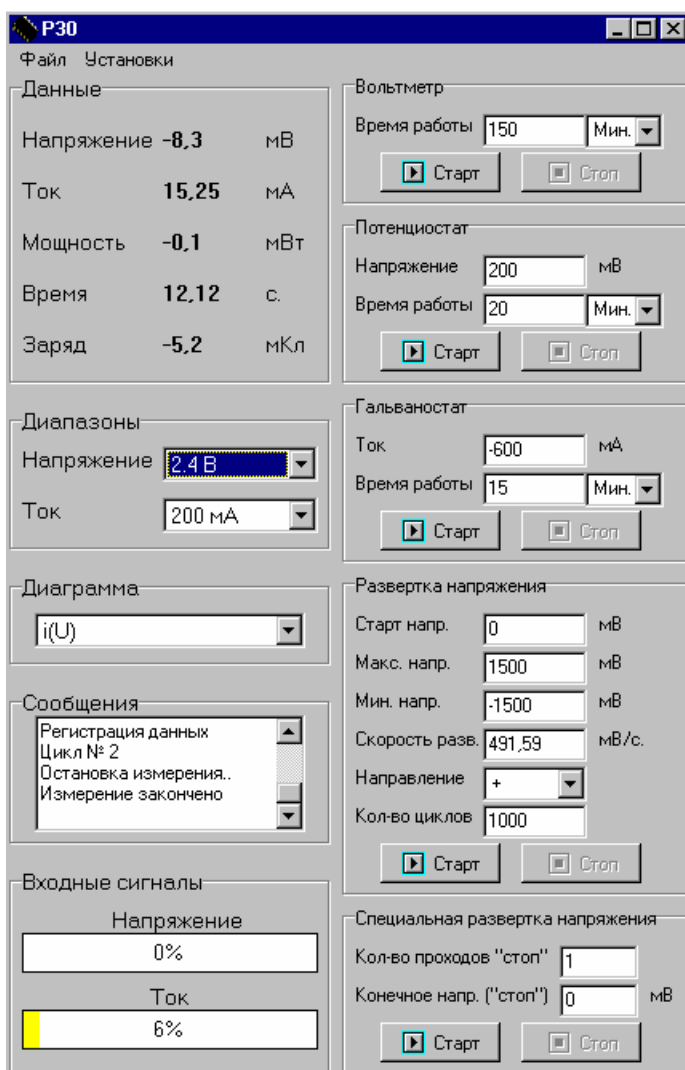 P30
Файл Установки
Данные
Напряжение -8,3 мВ
Ток 15,25 мА
Мощность -0,1 мВт
Время 12,12 с.
Заряд -5,2 мКл
Диапазоны
Напряжение 2.4 В
Ток 200 мА
Диаграмма
i(U)
Сообщения
Регистрация данных
Цикл № 2
Остановка измерения..
Измерение закончено
Входные сигналы
Напряжение
0%
Ток
6%
Вольтметр
Время работы 150 Мин.
Старт Стоп
Потенциостат
Напряжение 200 мВ
Время работы 20 Мин.
Старт Стоп
Гальваностат
Ток -600 мА
Время работы 15 Мин.
Старт Стоп
Развертка напряжения
Старт напр. 0 мВ
Макс. напр. 1500 мВ
Мин. напр. -1500 мВ
Скорость разв. 491,59 мВ/с.
Направление +
Кол-во циклов 1000
Старт Стоп
Специальная развертка напряжения
Кол-во проходов "стоп" 1
Конечное напр. ("стоп") 0 мВ
Старт Стоп